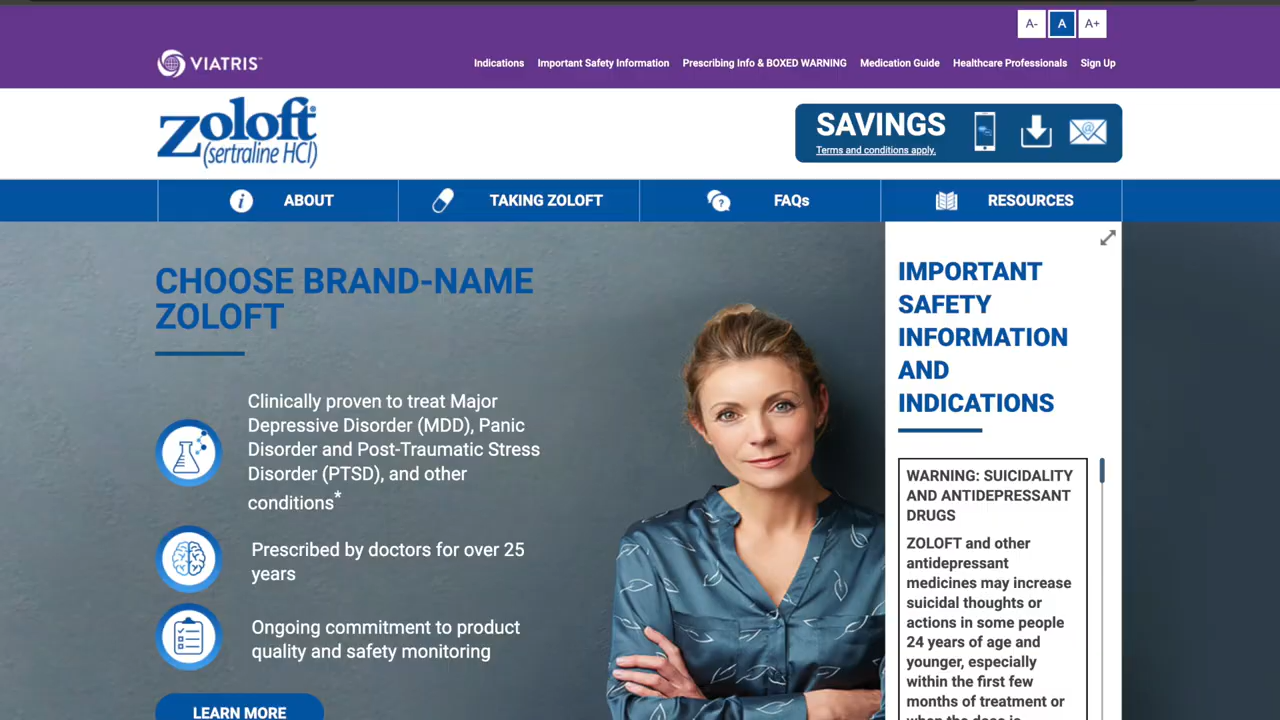 A- A A+
VIATRIS™
Indications Important Safety Information Prescribing Info & BOXED WARNING Medication Guide Healthcare Professionals Sign Up
Zoloft®
(sertraline HCl)
SAVINGS
Terms and conditions apply.
ABOUT TAKING ZOLOFT FAQs RESOURCES
CHOOSE BRAND-NAME
ZOLOFT
Clinically proven to treat Major
Depressive Disorder (MDD), Panic
Disorder and Post-Traumatic Stress
Disorder (PTSD), and other
conditions*
Prescribed by doctors for over 25
years
Ongoing commitment to product
quality and safety monitoring
LEARN MORE
IMPORTANT
SAFETY
INFORMATION
AND
INDICATIONS
WARNING: SUICIDALITY
AND ANTIDEPRESSANT
DRUGS
ZOLOFT and other
antidepressant
medicines may increase
suicidal thoughts or
actions in some people
24 years of age and
younger, especially
within the first few
months of treatment or
when the dose is